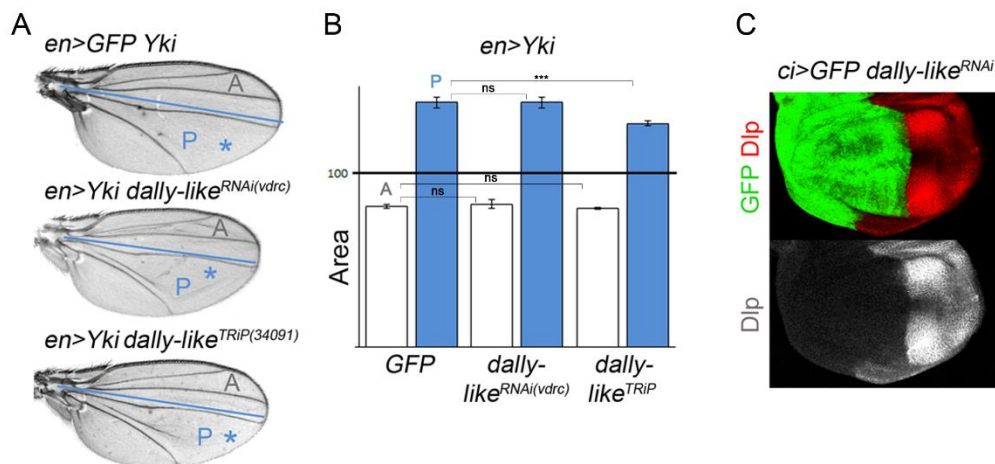 A
en>GFP Yki
A
P *
en>Yki dally-like^RNAi(vdrc)
A
P *
en>Yki dally-like^TRiP(34091)
A
P *
B
en>Yki
P
***
ns
100
ns
A
ns
Area
GFP
dally-
like^RNAi(vdrc)
dally-
like^TRiP
C
ci>GFP dally-like^RNAi
GFP Dlp
Dlp